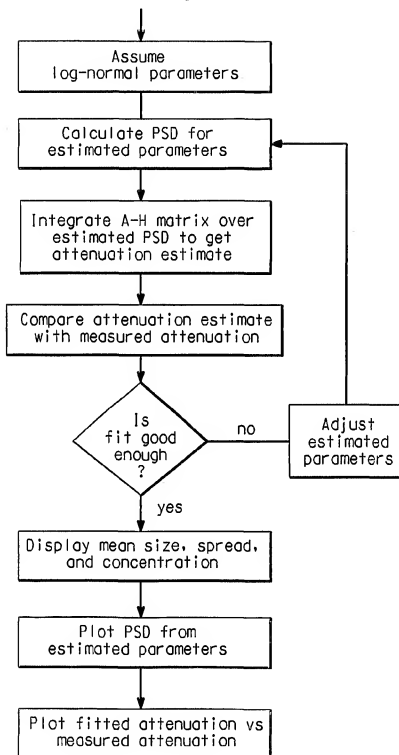 Assume
log-normal parameters
Calculate PSD for
estimated parameters
Integrate A-H matrix over
estimated PSD to get
attenuation estimate
Compare attenuation estimate
with measured attenuation
Is
fit good
enough
?
no
Adjust
estimated
parameters
yes
Display mean size, spread,
and concentration
Plot PSD from
estimated parameters
Plot fitted attenuation vs
measured attenuation